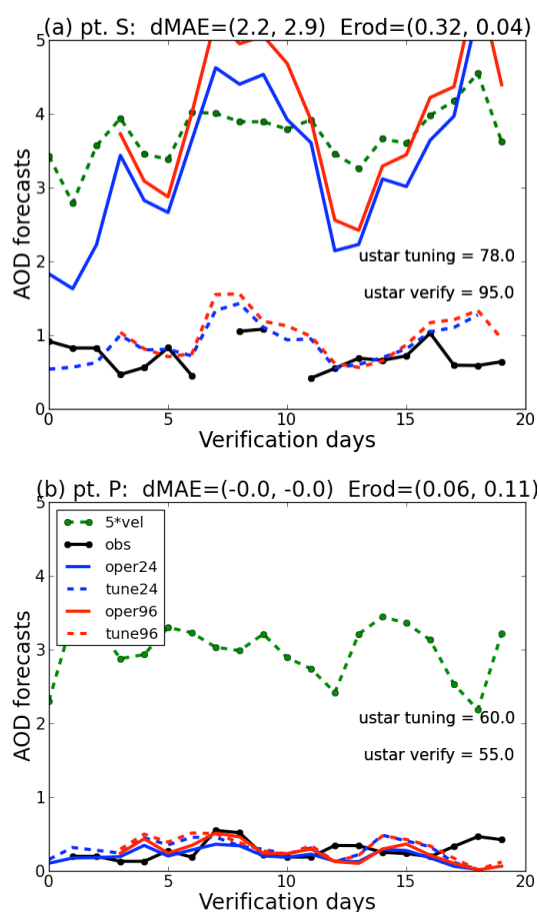 (a) pt. S: dMAE=(2.2, 2.9) Erod=(0.32, 0.04)
5
4
3
2
1
0
AOD forecasts
ustar tuning = 78.0
ustar verify = 95.0
0 5 10 15 20
Verification days
(b) pt. P: dMAE=(-0.0, -0.0) Erod=(0.06, 0.11)
5
4
3
2
1
0
AOD forecasts
5*vel
obs
oper24
tune24
oper96
tune96
ustar tuning = 60.0
ustar verify = 55.0
0 5 10 15 20
Verification days